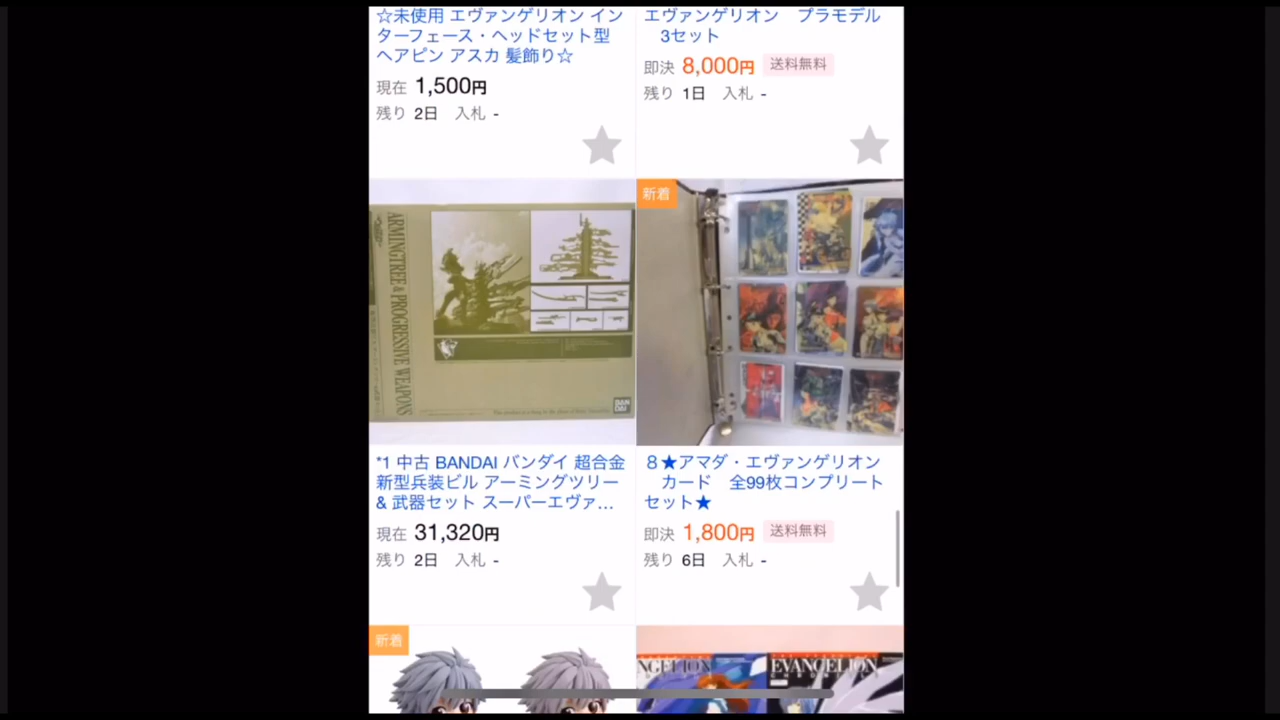 ☆未使用 エヴァンゲリオン イン
ターフェース・ヘッドセット型
ヘアピン アスカ 髪飾り☆
現在 1,500円
残り 2日 入札 -
エヴァンゲリオン プラモデル
3セット
即決 8,000円 送料無料
残り 1日 入札 -
ARMINGTREE & PROGRESSIVE WEAPONS
BANDAI
*1 中古 BANDAI バンダイ 超合金
新型兵装ビル アーミングツリー
& 武器セット スーパーエヴァ…
現在 31,320円
残り 2日 入札 -
新着
8★アマダ・エヴァンゲリオン
カード 全99枚コンプリート
セット★
即決 1,800円 送料無料
残り 6日 入札 -
新着
NGELION
EVANGELION